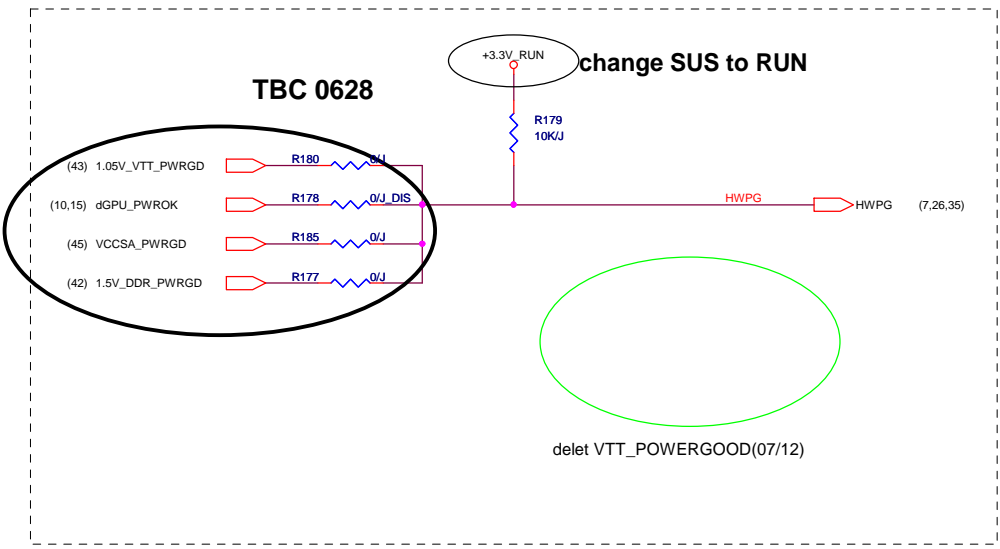 +3.3V_RUN
change SUS to RUN
TBC 0628
R179
10K/J
(43) 1.05V_VTT_PWRGD R180 0/J
(10,15) dGPU_PWROK R178 0/J_DIS HWPG HWPG (7,26,35)
(45) VCCSA_PWRGD R185 0/J
(42) 1.5V_DDR_PWRGD R177 0/J
delet VTT_POWERGOOD(07/12)